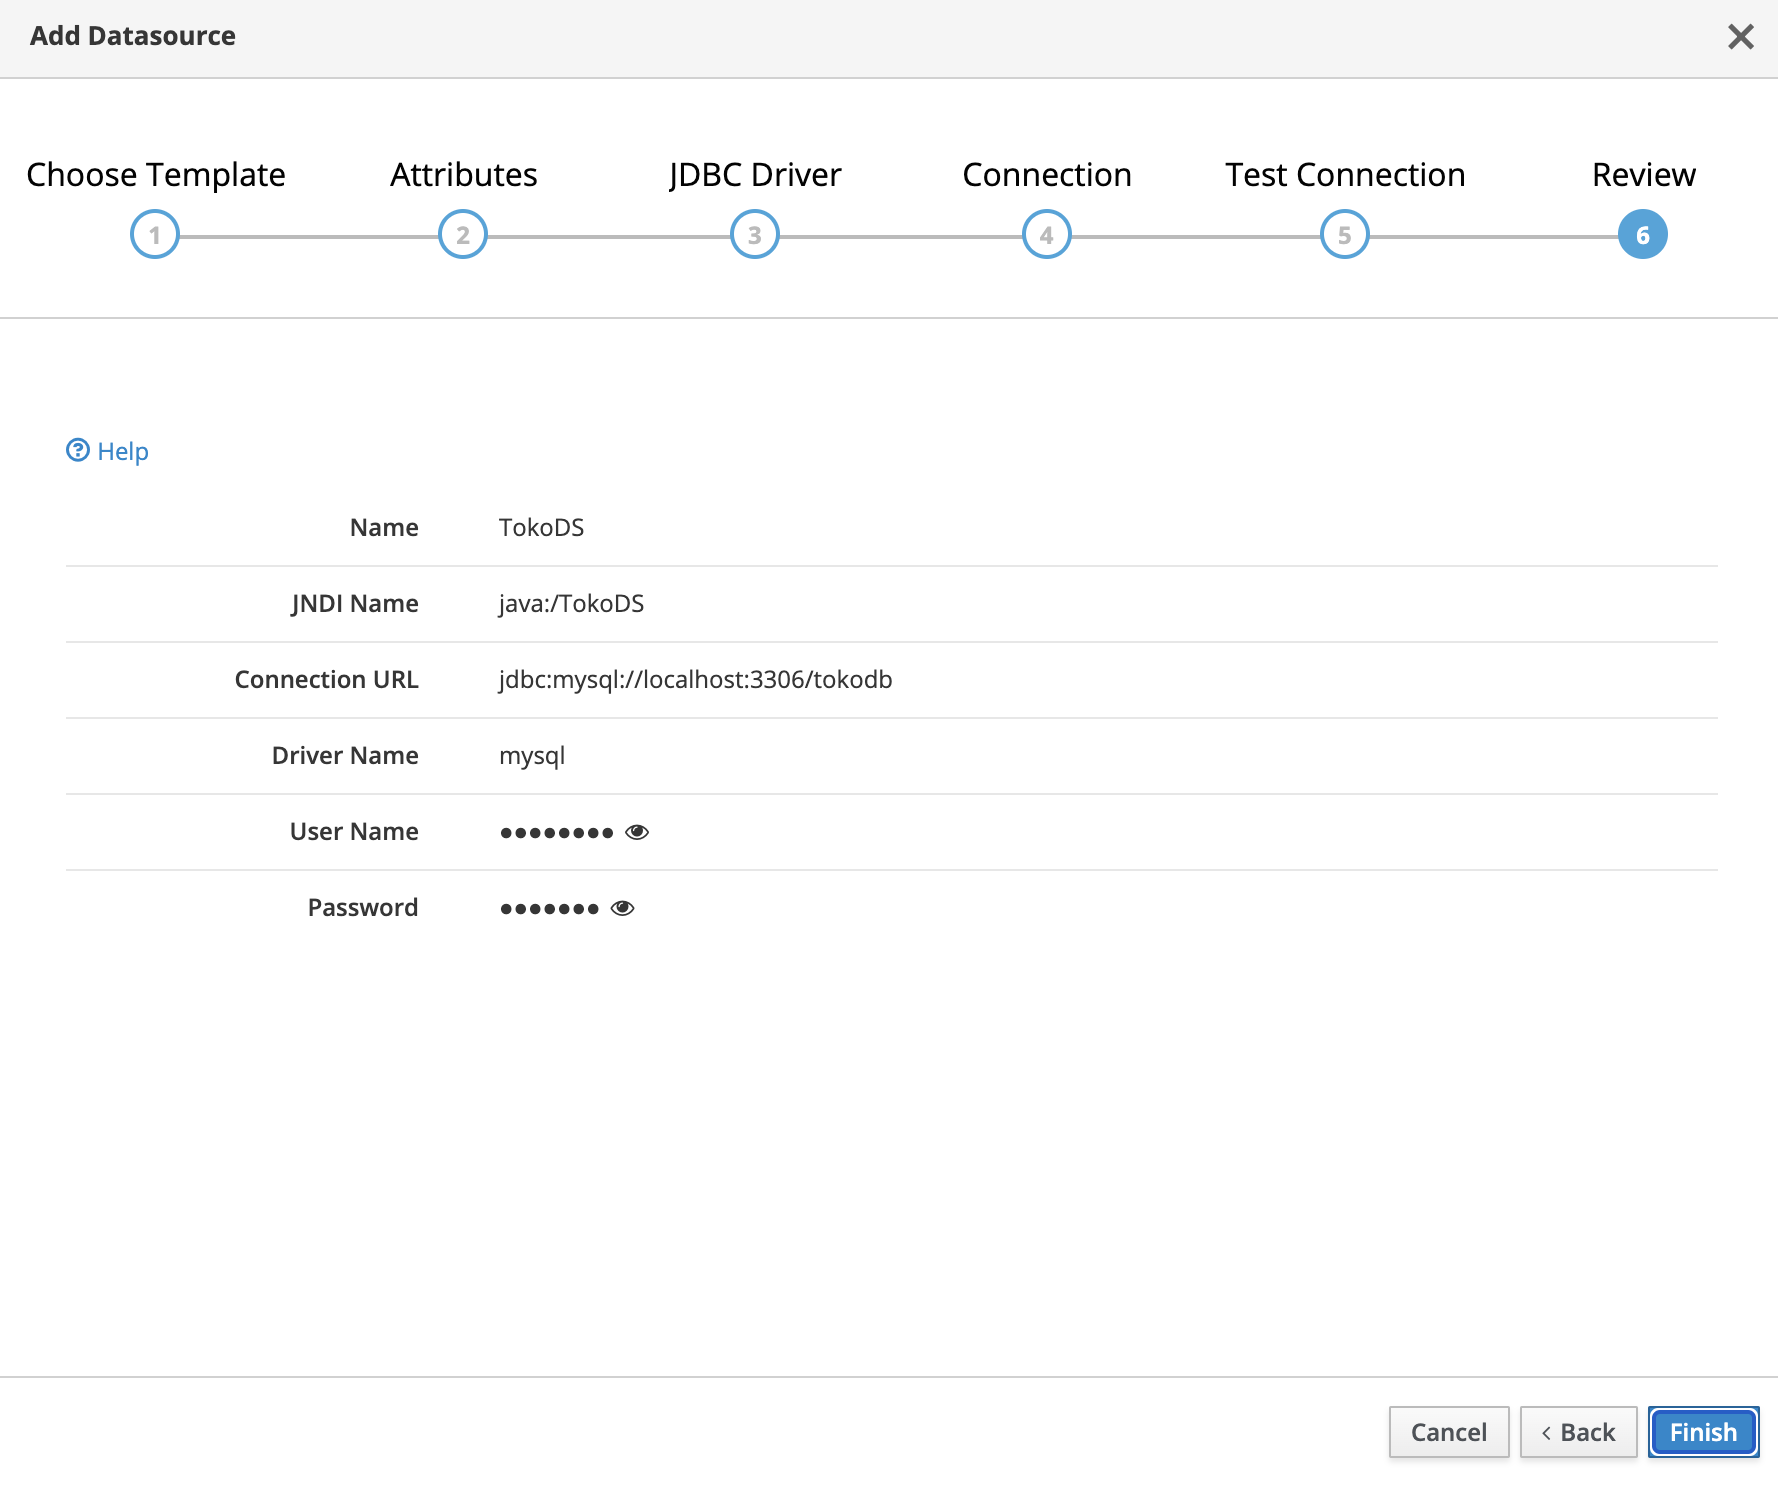 Add Datasource
Choose Template Attributes JDBC Driver Connection Test Connection Review
1 2 3 4 5 6
Help
Name TokoDS
JNDI Name java:/TokoDS
Connection URL jdbc:mysql://localhost:3306/tokodb
Driver Name mysql
User Name ••••••••
Password •••••••
Cancel < Back Finish